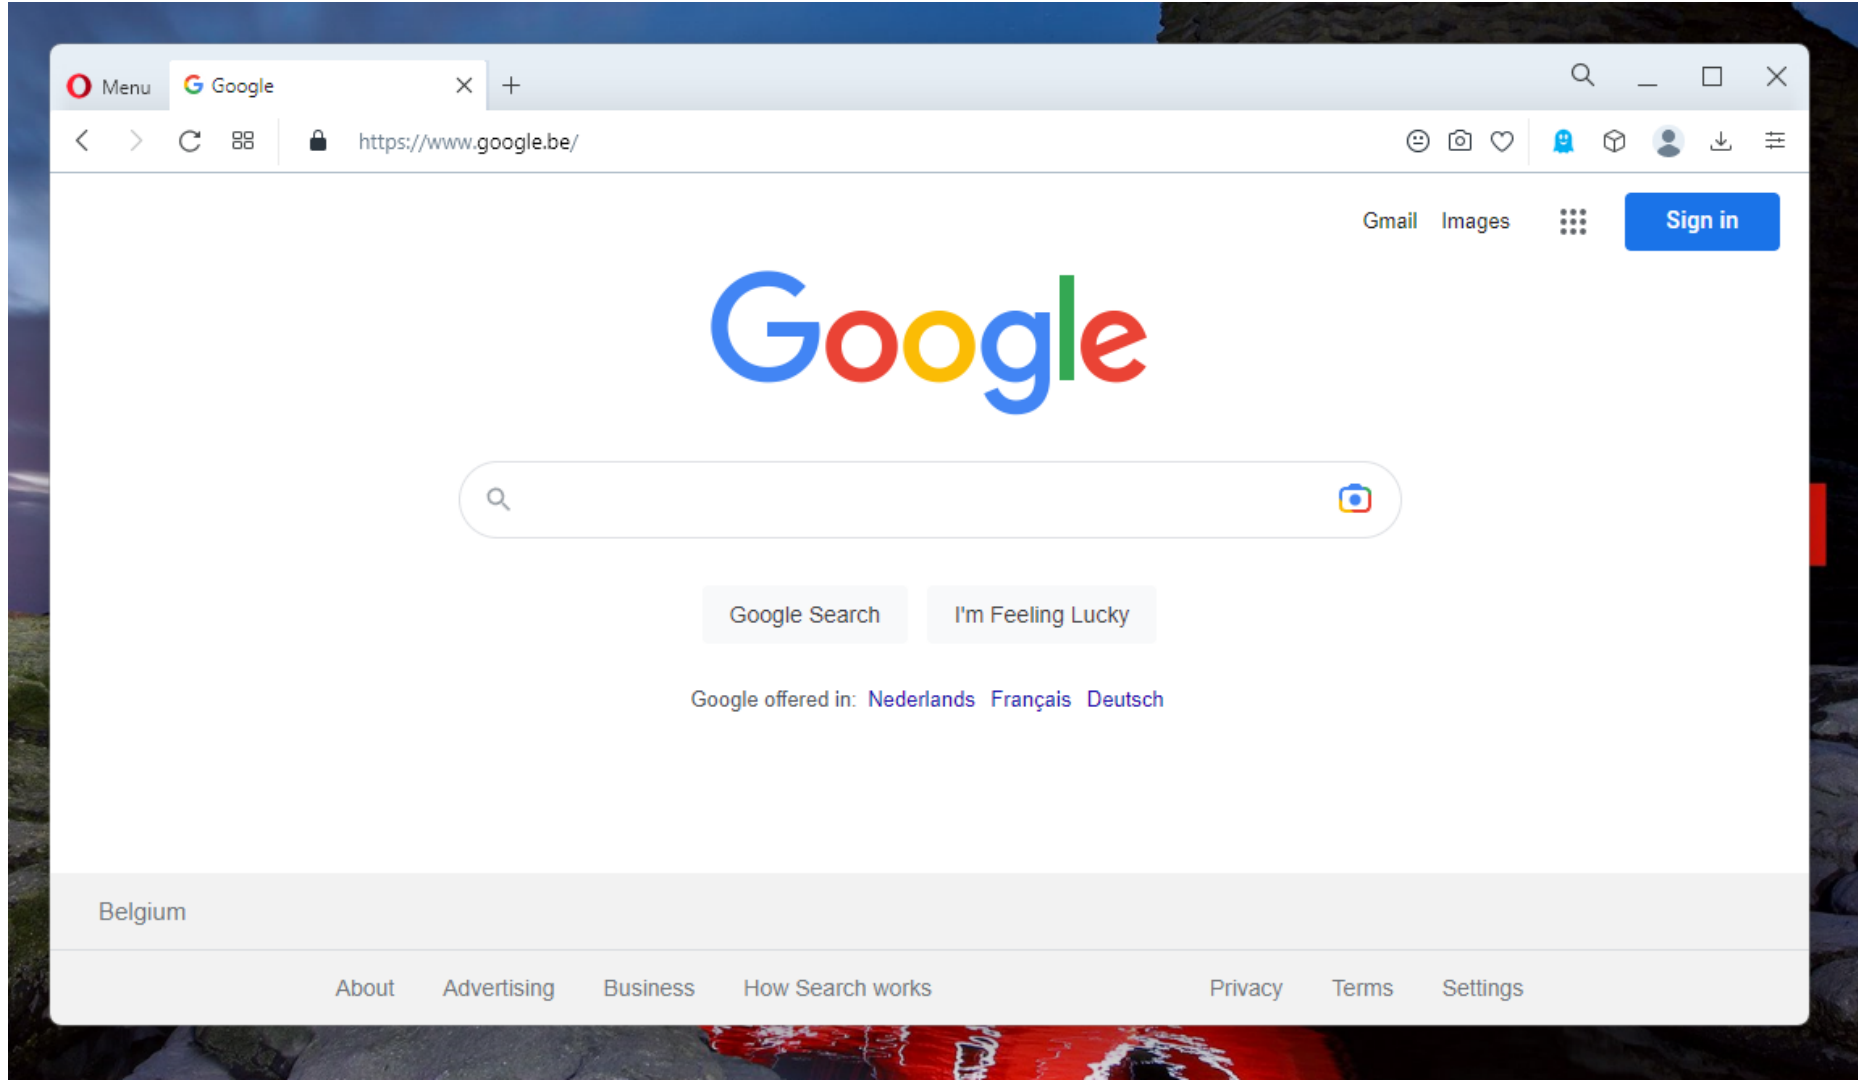 Menu Google
https://www.google.be/
Gmail Images Sign in
Google
Google Search I'm Feeling Lucky
Google offered in: Nederlands Français Deutsch
Belgium
About Advertising Business How Search works Privacy Terms Settings